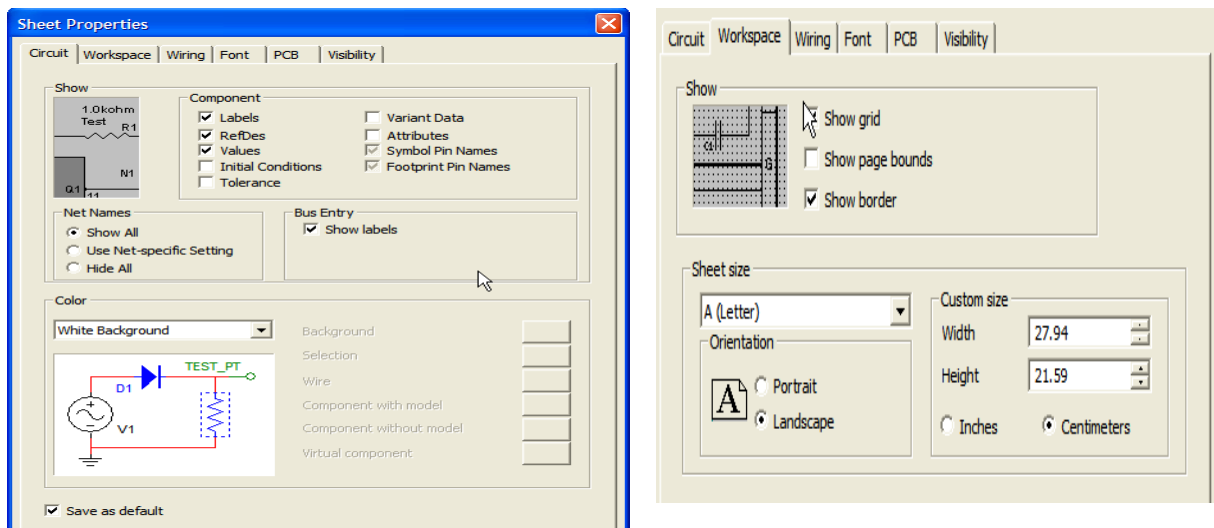 Sheet Properties
Circuit Workspace Wiring Font PCB Visibility
Show
1.0kohm
Test R1
N1
Q1 11
Component
Labels
RefDes
Values
Initial Conditions
Tolerance
Variant Data
Attributes
Symbol Pin Names
Footprint Pin Names
Net Names
Show All
Use Net-specific Setting
Hide All
Bus Entry
Show labels
Color
White Background
TEST_PT
D1
V1
Background
Selection
Wire
Component with model
Component without model
Virtual component
Save as default
Circuit Workspace Wiring Font PCB Visibility
Show
C1
G
Show grid
Show page bounds
Show border
Sheet size
A (Letter)
Orientation
A
Portrait
Landscape
Custom size
Width 27.94
Height 21.59
Inches Centimeters